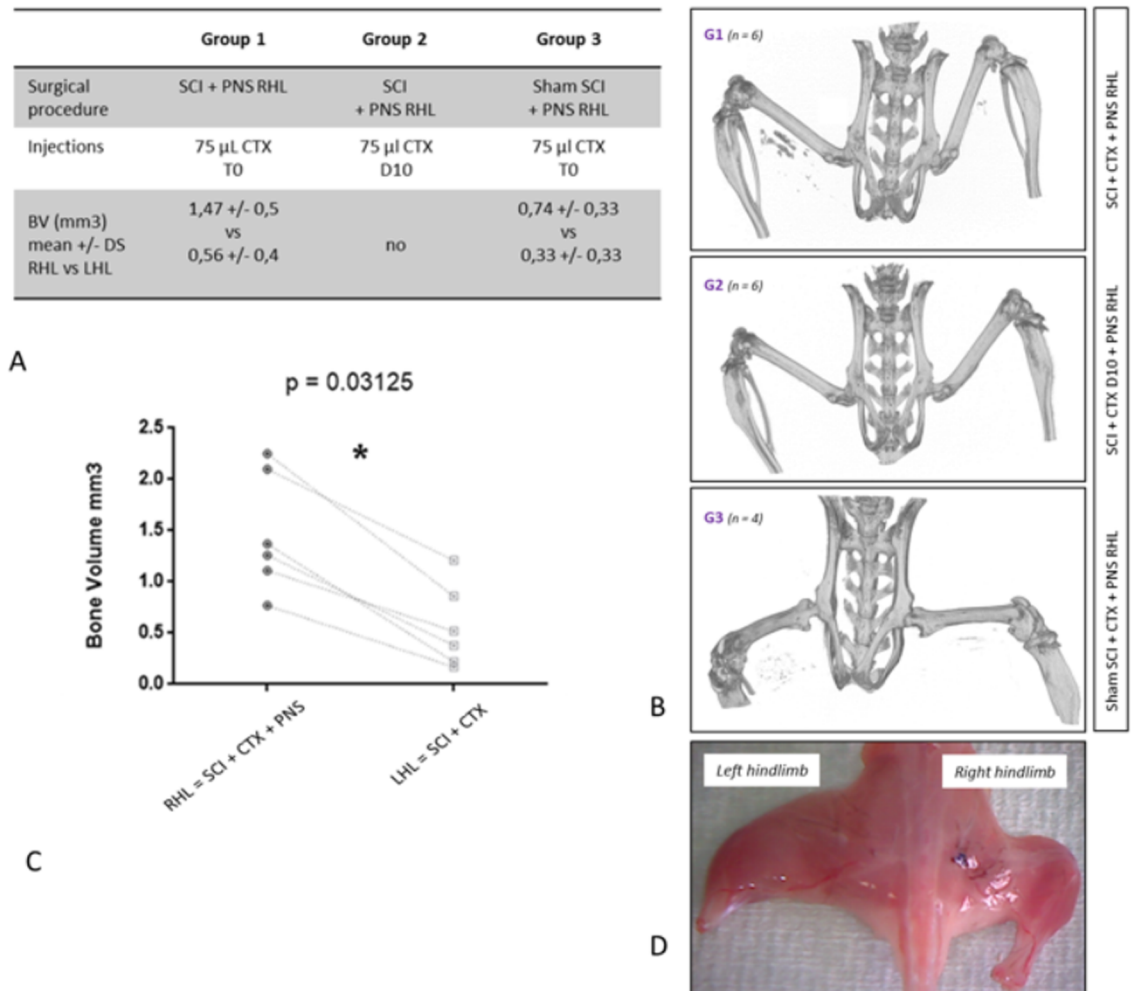 Group 1 Group 2 Group 3
Surgical procedure SCI + PNS RHL SCI + PNS RHL Sham SCI + PNS RHL
Injections 75 µL CTX T0 75 µl CTX D10 75 µl CTX T0
BV (mm3) mean +/- DS RHL vs LHL 1,47 +/- 0,5 vs 0,56 +/- 0,4 no 0,74 +/- 0,33 vs 0,33 +/- 0,33
A
p = 0.03125
*
Bone Volume mm3
2.5
2.0
1.5
1.0
0.5
0.0
RHL = SCI + CTX + PNS
LHL = SCI + CTX
C
G1 (n = 6)
SCI + CTX + PNS RHL
G2 (n = 6)
SCI + CTX D10 + PNS RHL
G3 (n = 4)
Sham SCI + CTX + PNS RHL
B
Left hindlimb
Right hindlimb
D